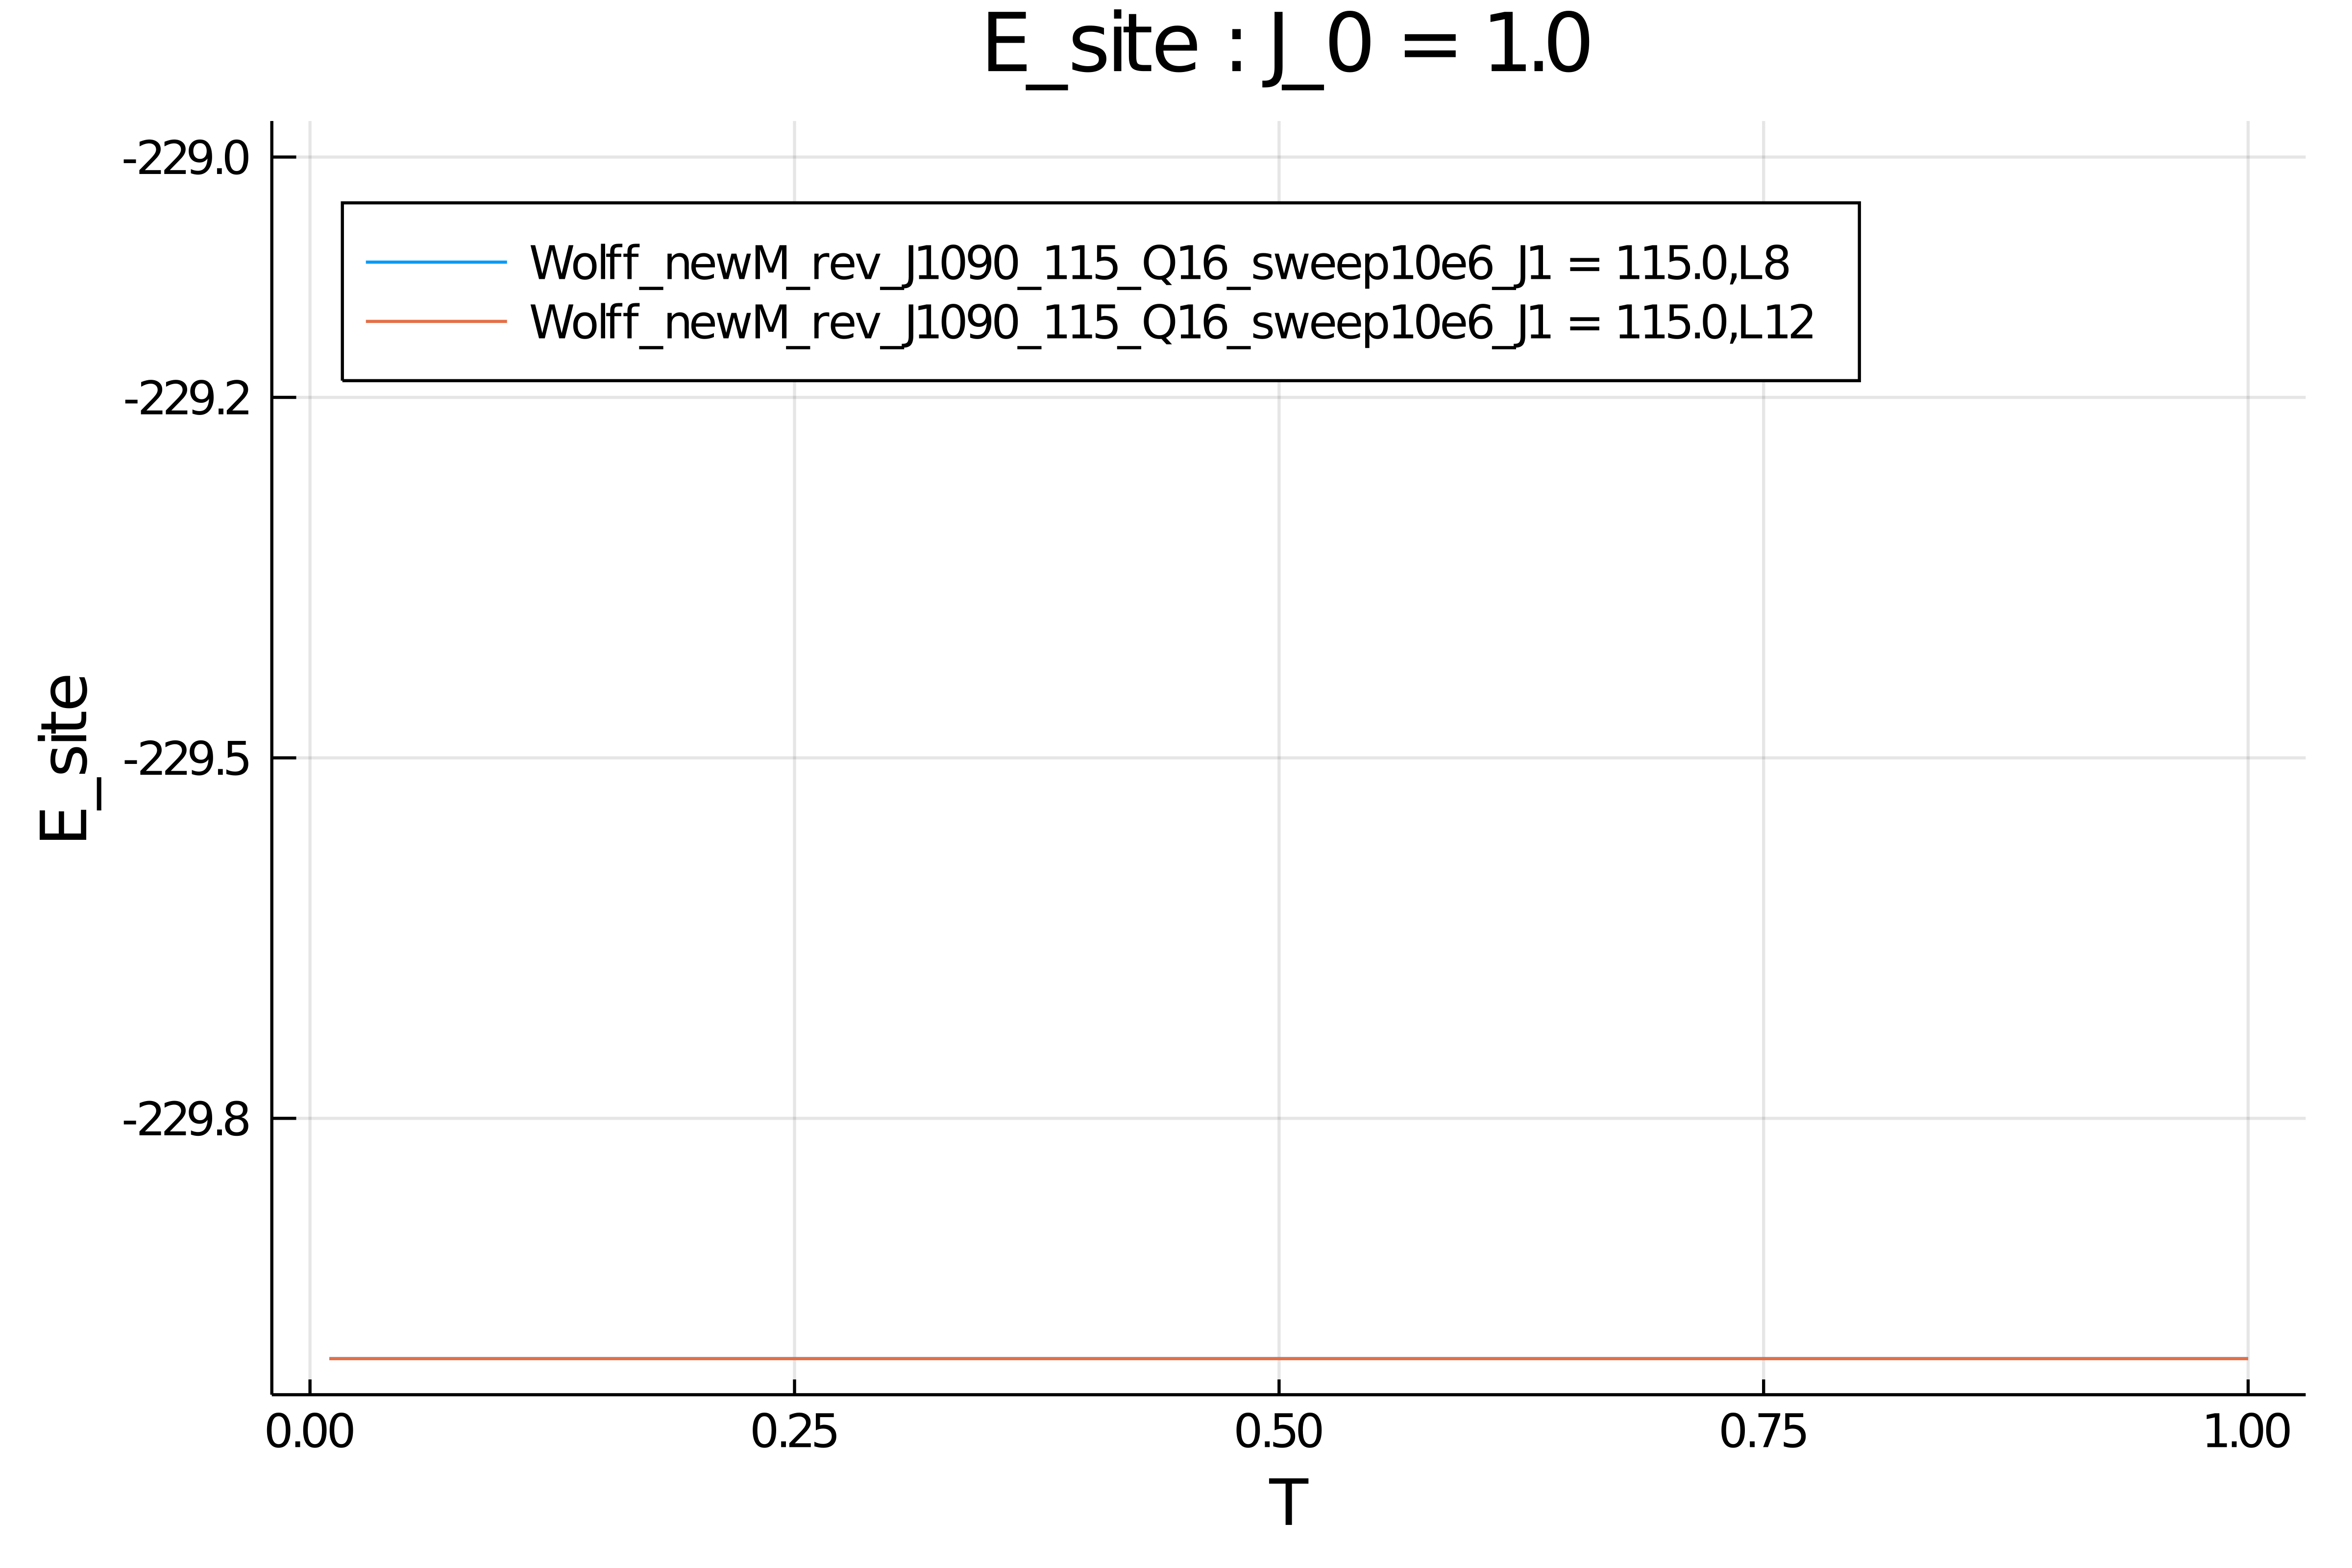 E_site : J_0 = 1.0
-229.0
Wolff_newM_rev_J1090_115_Q16_sweep10e6_J1 = 115.0,L8
Wolff_newM_rev_J1090_115_Q16_sweep10e6_J1 = 115.0,L12
-229.2
E_site
-229.5
-229.8
0.00 0.25 0.50 0.75 1.00
T